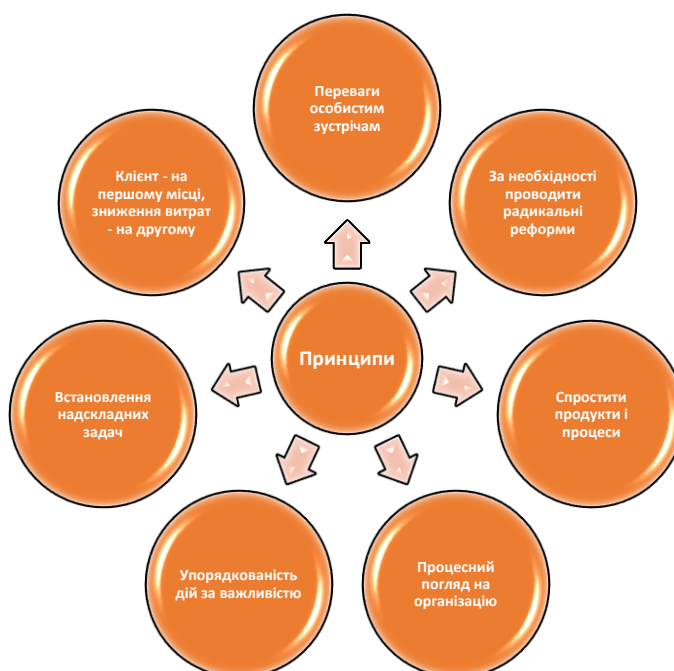 Переваги
особистим
зустрічам
За необхідності
проводити
радикальні
реформи
Спростити
продукти і
процеси
Процесний
погляд на
організацію
Упорядкованість
дій за важливістю
Встановлення
надскладних
задач
Клієнт - на
першому місці,
зниження витрат
- на другому
Принципи